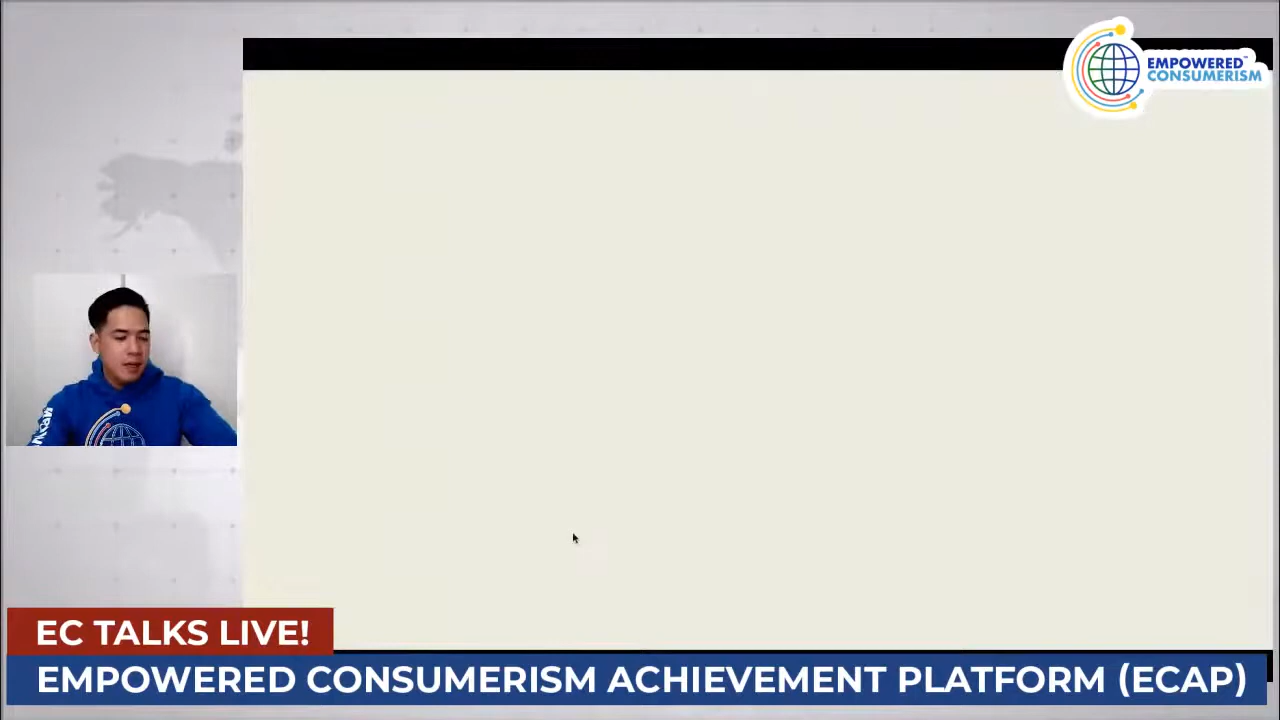 EMPOWERED
CONSUMERISM
EC TALKS LIVE!
EMPOWERED CONSUMERISM ACHIEVEMENT PLATFORM (ECAP)